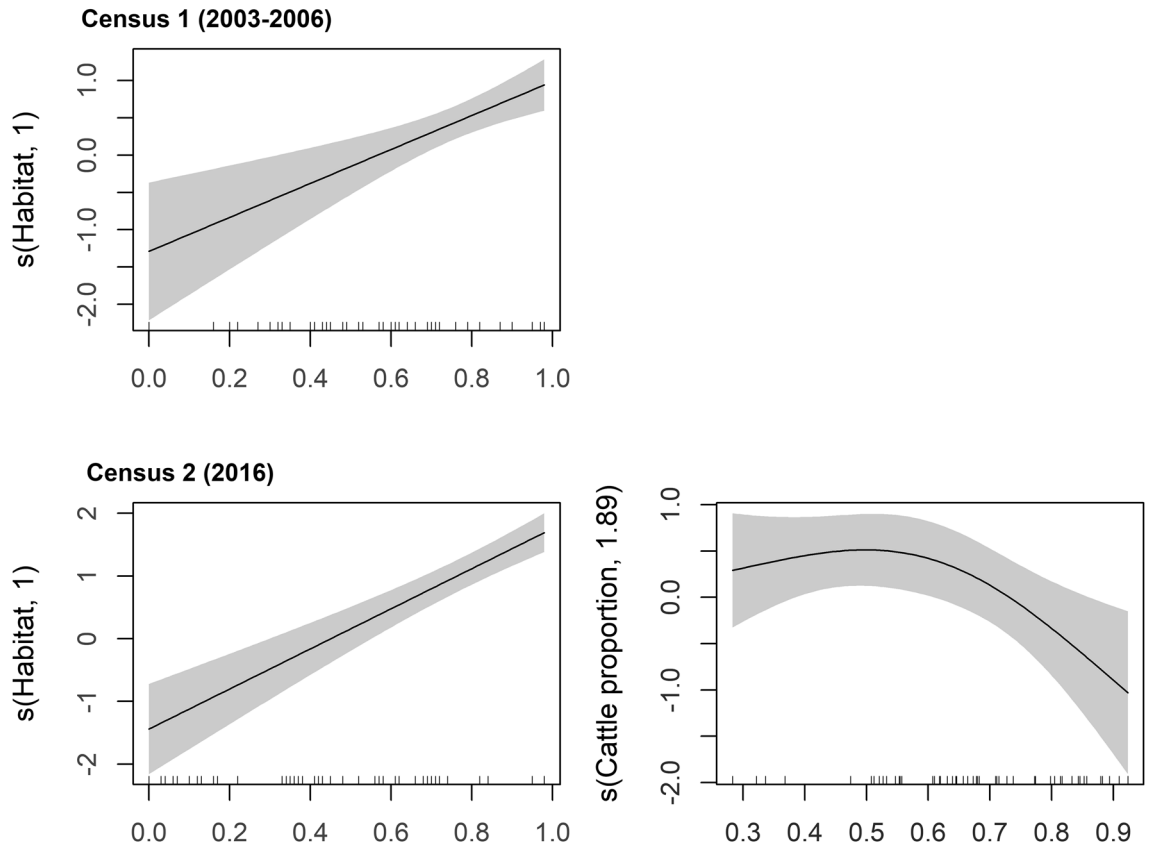 Census 1 (2003-2006)
s(Habitat, 1)
1.0
0.0
-1.0
-2.0
0.0 0.2 0.4 0.6 0.8 1.0
Census 2 (2016)
s(Habitat, 1)
2
1
0
-1
-2
0.0 0.2 0.4 0.6 0.8 1.0
s(Cattle proportion, 1.89)
1.0
0.0
-1.0
-2.0
0.3 0.4 0.5 0.6 0.7 0.8 0.9